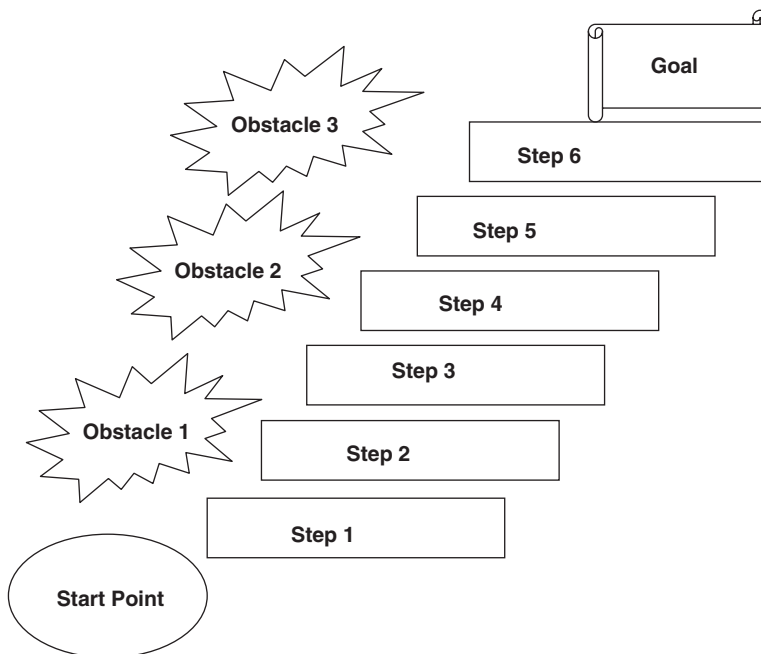 Goal
Obstacle 3
Step 6
Step 5
Obstacle 2
Step 4
Step 3
Obstacle 1
Step 2
Step 1
Start Point